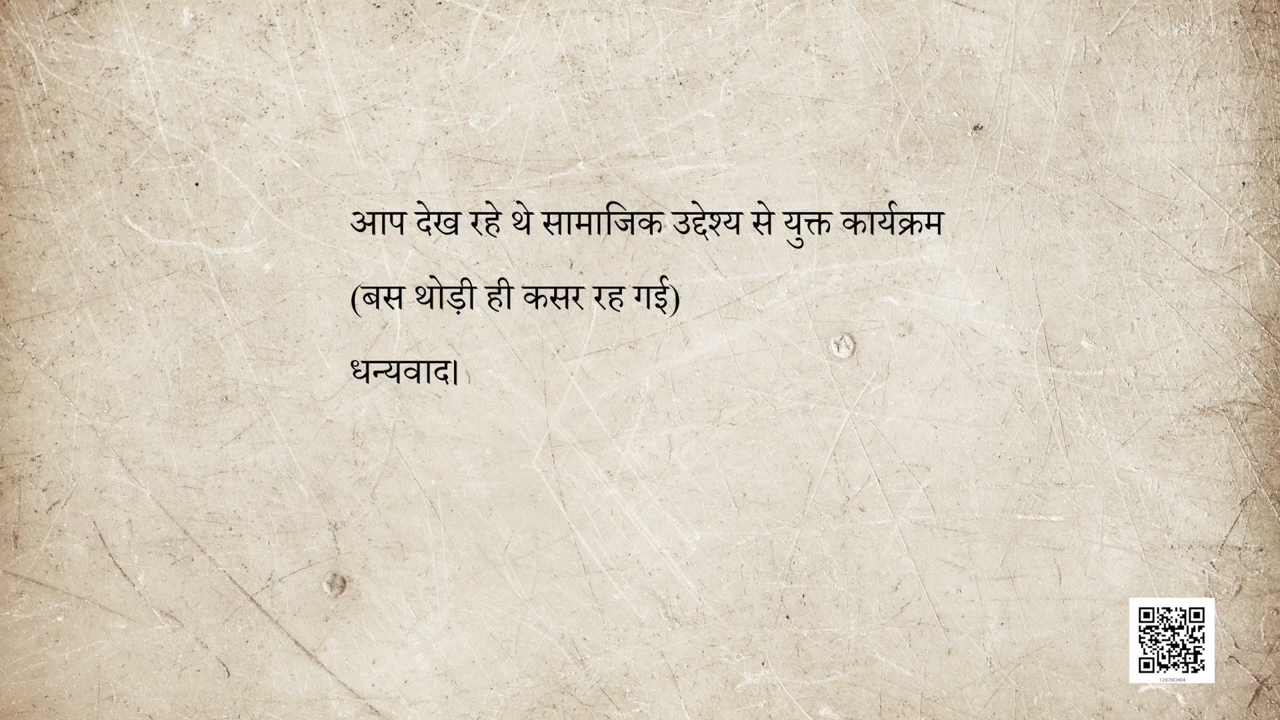 आप देख रहे थे सामाजिक उद्देश्य से युक्त कार्यक्रम
(बस थोड़ी ही कसर रह गई)
धन्यवाद।